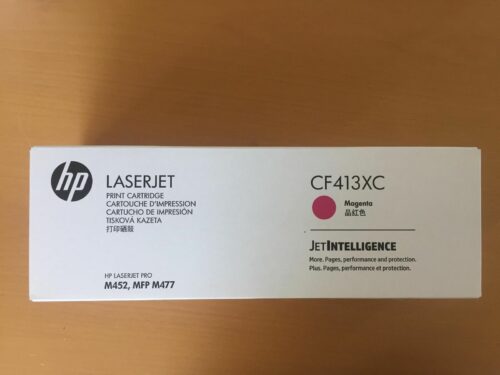 hp
LASERJET
PRINT CARTRIDGE
CARTOUCHE D'IMPRESSION
CARTUCHO DE IMPRESIÓN
TISKOVÁ KAZETA
打印硒鼓
HP LASERJET PRO
M452, MFP M477
CF413XC
Magenta
品红色
JETINTELLIGENCE
More. Pages, performance and protection.
Plus. Pages, performance et protection.